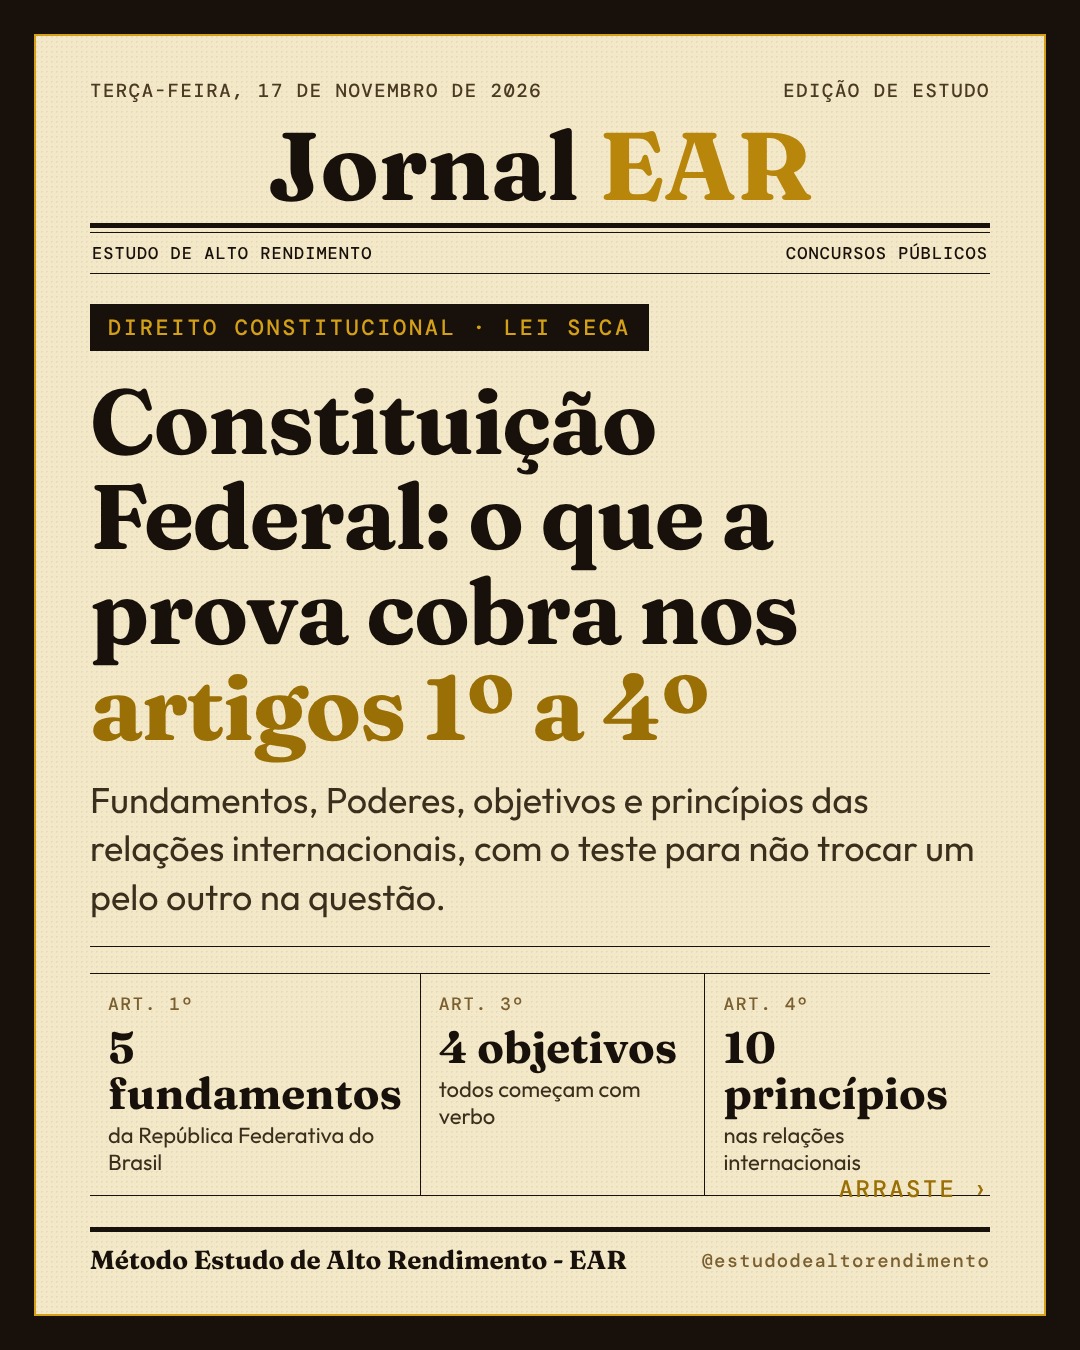 TERÇA-FEIRA, 17 DE NOVEMBRO DE 2026
EDIÇÃO DE ESTUDO
Jornal EAR
ESTUDO DE ALTO RENDIMENTO
CONCURSOS PÚBLICOS
DIREITO CONSTITUCIONAL · LEI SECA
Constituição
Federal: o que a
prova cobra nos
artigos 1º a 4º
Fundamentos, Poderes, objetivos e princípios das
relações internacionais, com o teste para não trocar um
pelo outro na questão.
ART. 1º
5
fundamentos
da República Federativa do
Brasil
ART. 3º
4 objetivos
todos começam com
verbo
ART. 4º
10
princípios
nas relações
internacionais
ARRASTE ›
Método Estudo de Alto Rendimento - EAR
@estudodealtorendimento